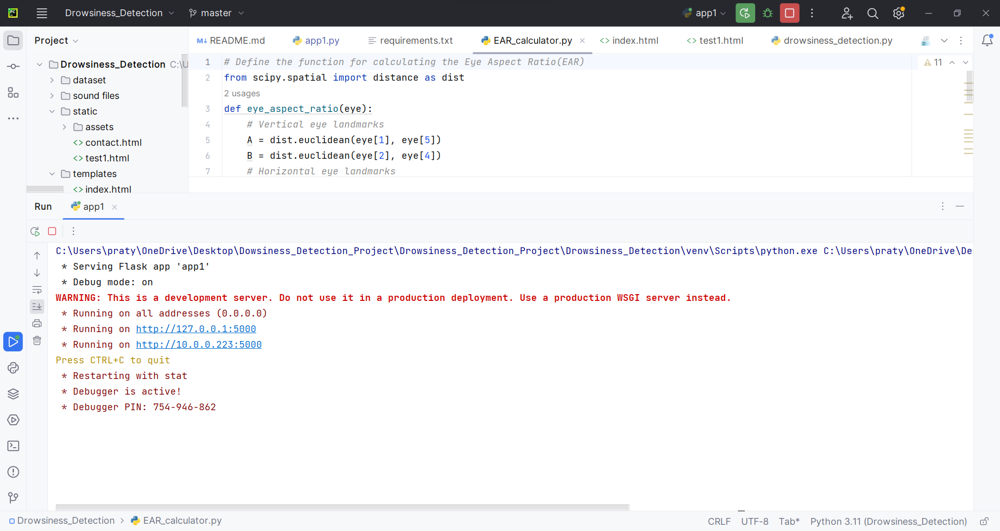 PC
Drowsiness_Detection
master
app1
Project
README.md
app1.py
requirements.txt
EAR_calculator.py
index.html
test1.html
drowsiness_detection.py
Drowsiness_Detection C:\U
dataset
sound files
static
assets
contact.html
test1.html
templates
index.html
1 # Define the function for calculating the Eye Aspect Ratio(EAR)
11
2 from scipy.spatial import distance as dist
2 usages
3 def eye_aspect_ratio(eye):
4 # Vertical eye landmarks
5 A = dist.euclidean(eye[1], eye[5])
6 B = dist.euclidean(eye[2], eye[4])
7 # Horizontal eye landmarks
Run
app1
C:\Users\praty\OneDrive\Desktop\Dowsiness_Detection_Project\Drowsiness_Detection_Project\Drowsiness_Detection\venv\Scripts\python.exe C:\Users\praty\OneDrive\De
* Serving Flask app 'app1'
* Debug mode: on
WARNING: This is a development server. Do not use it in a production deployment. Use a production WSGI server instead.
* Running on all addresses (0.0.0.0)
* Running on http://127.0.0.1:5000
* Running on http://10.0.0.223:5000
Press CTRL+C to quit
* Restarting with stat
* Debugger is active!
* Debugger PIN: 754-946-862
Drowsiness_Detection > EAR_calculator.py
CRLF UTF-8 Tab* Python 3.11 (Drowsiness_Detection)